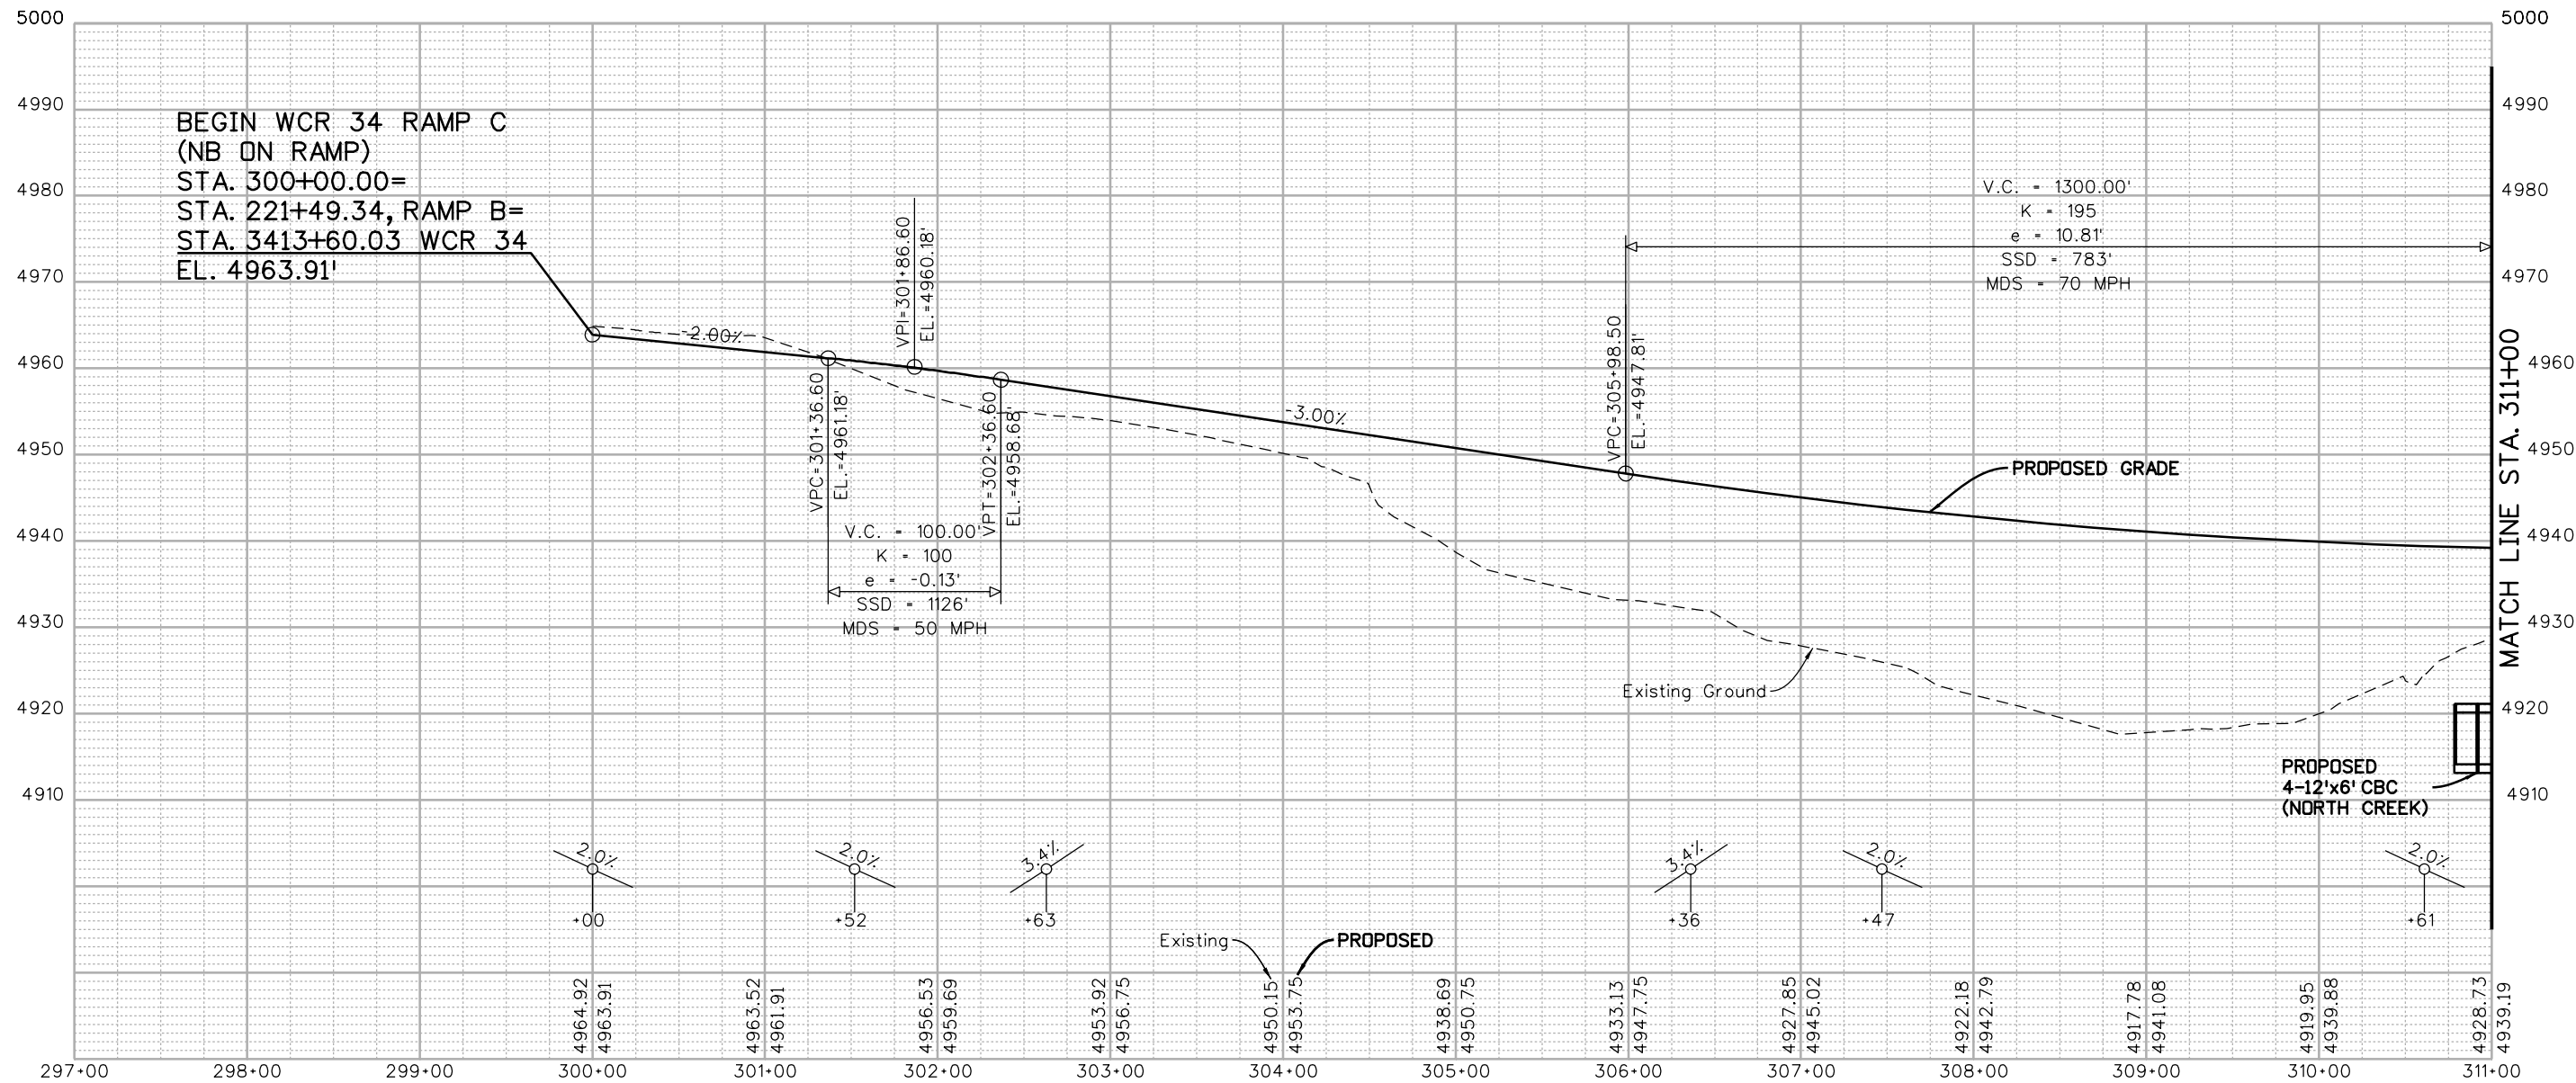 5000
5000
4990
4990
4980
4980
4970
4970
4960
4960
4950
4950
4940
4940
4930
4930
4920
4920
4910
4910
BEGIN WCR 34 RAMP C
(NB ON RAMP)
STA. 300+00.00=
STA. 221+49.34, RAMP B=
STA. 3413+60.03 WCR 34
EL. 4963.91'
-2.00%
VPC=301+36.60
EL.=4961.18'
VPI=301+86.60
EL.=4960.18'
VPT=302+36.60
EL.=4958.68'
V.C. = 100.00'
K = 100
e = -0.13'
SSD = 1126'
MDS = 50 MPH
-3.00%
VPC=305+98.50
EL.=4947.81'
V.C. = 1300.00'
K = 195
e = 10.81'
SSD = 783'
MDS = 70 MPH
PROPOSED GRADE
Existing Ground
MATCH LINE STA. 311+00
PROPOSED
4-12'x6' CBC
(NORTH CREEK)
2.0%
+00
2.0%
+52
3.4%
+63
3.4%
+36
2.0%
+47
2.0%
+61
Existing
PROPOSED
4964.92
4963.91
4963.52
4961.91
4956.53
4959.69
4953.92
4956.75
4950.15
4953.75
4938.69
4950.75
4933.13
4947.75
4927.85
4945.02
4922.18
4942.79
4917.78
4941.08
4919.95
4939.88
4928.73
4939.19
297+00
298+00
299+00
300+00
301+00
302+00
303+00
304+00
305+00
306+00
307+00
308+00
309+00
310+00
311+00